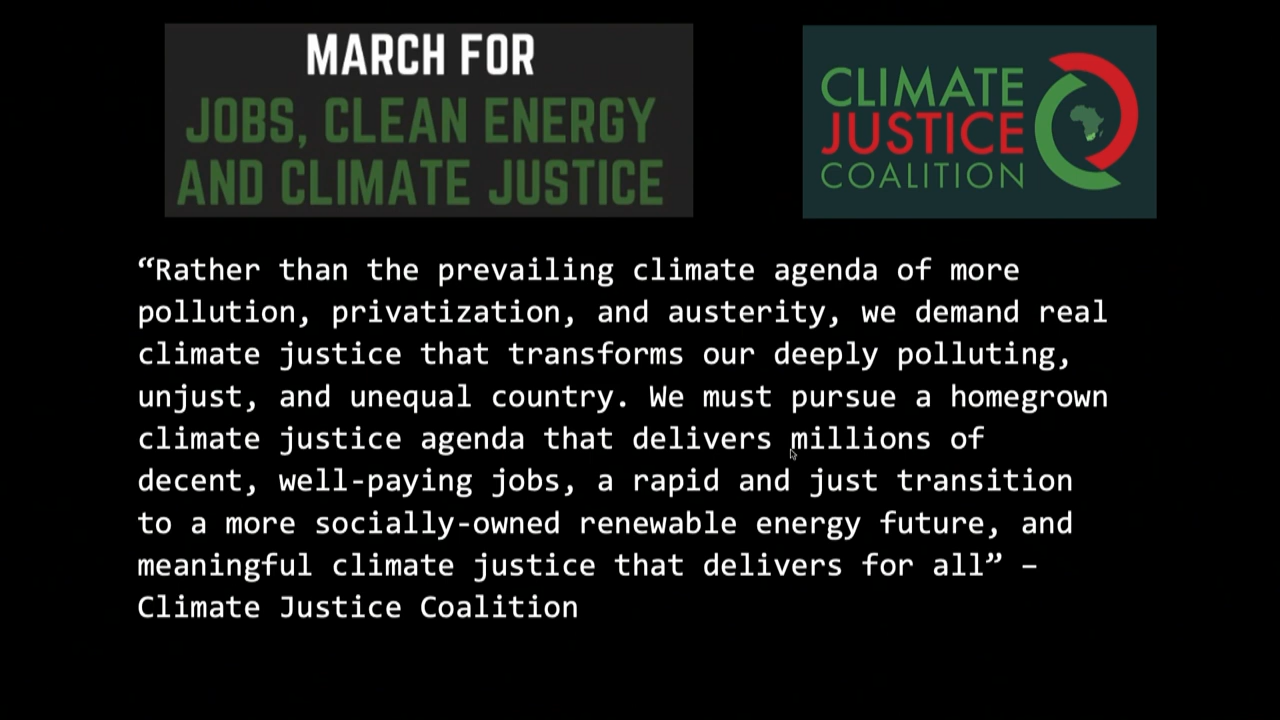 MARCH FOR
JOBS, CLEAN ENERGY
AND CLIMATE JUSTICE
CLIMATE
JUSTICE
COALITION
“Rather than the prevailing climate agenda of more
pollution, privatization, and austerity, we demand real
climate justice that transforms our deeply polluting,
unjust, and unequal country. We must pursue a homegrown
climate justice agenda that delivers millions of
decent, well-paying jobs, a rapid and just transition
to a more socially-owned renewable energy future, and
meaningful climate justice that delivers for all” –
Climate Justice Coalition